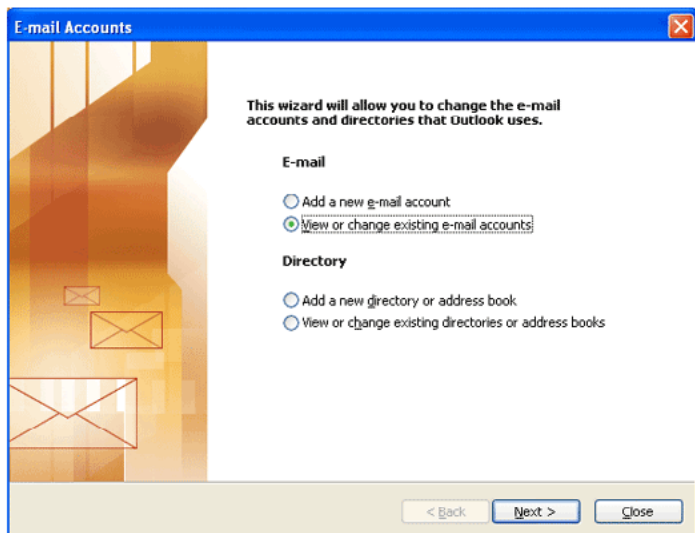 E-mail Accounts
This wizard will allow you to change the e-mail
accounts and directories that Outlook uses.
E-mail
Add a new e-mail account
View or change existing e-mail accounts
Directory
Add a new directory or address book
View or change existing directories or address books
< Back Next > Close